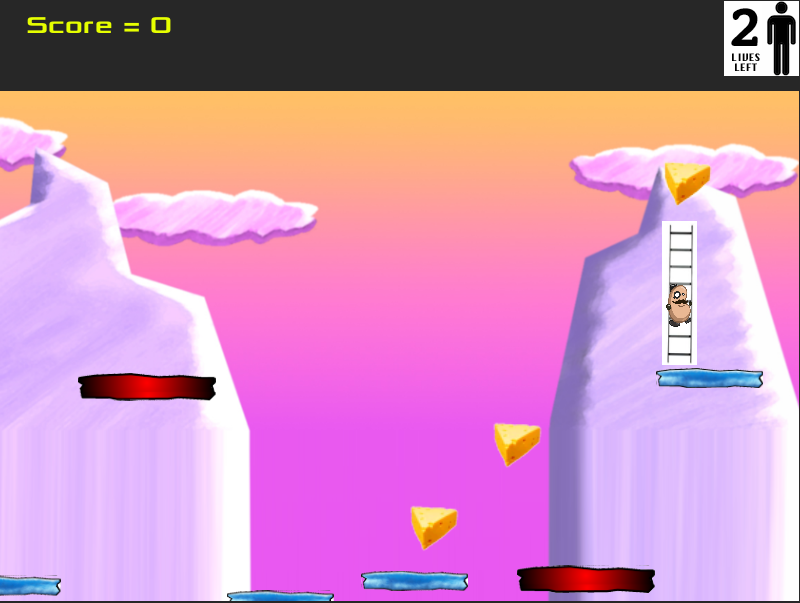 Score = 0
2
LIVES
LEFT